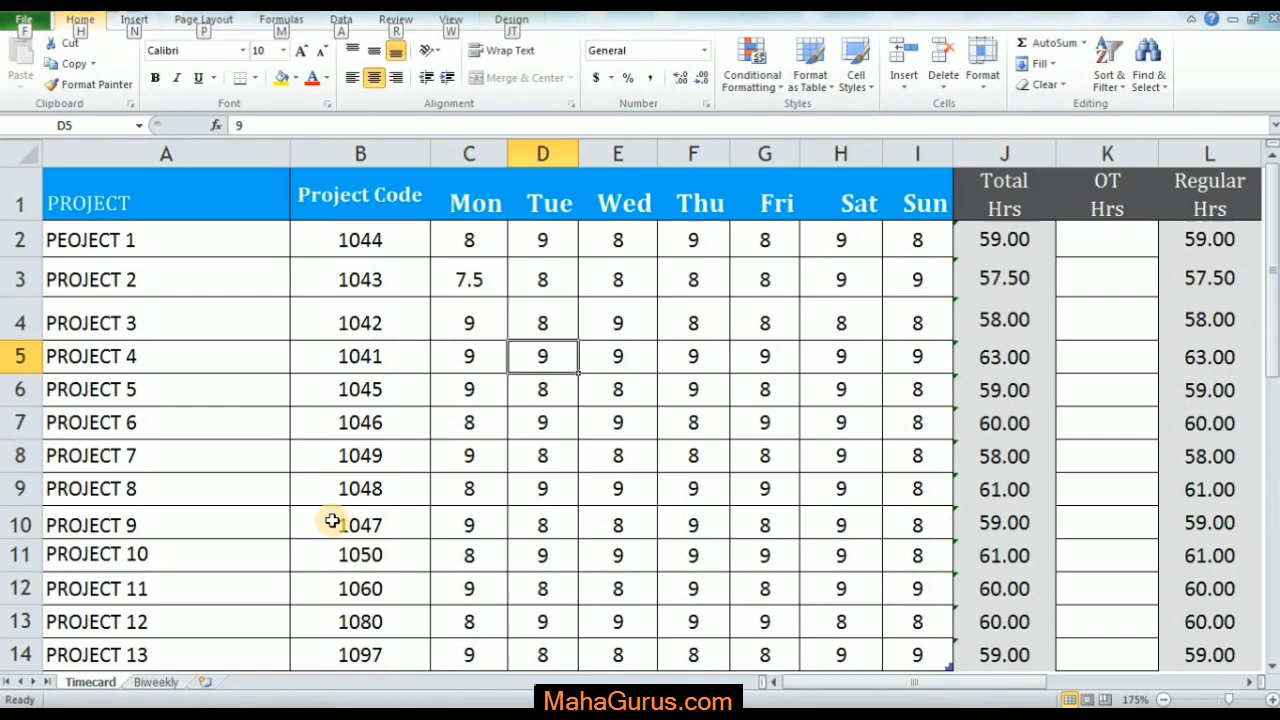 File Home Insert Page Layout Formulas Data Review View Design
F H N P M A R W JT
Cut
Copy
Paste
Format Painter
Clipboard
Calibri 10 A A
B I U A
Font
Wrap Text
Merge & Center
Alignment
General
$ % ,
Number
Conditional Formatting
Format as Table
Cell Styles
Styles
Insert Delete Format
Cells
Σ AutoSum
Fill
Clear
Sort & Filter
Find & Select
Editing
D5 fx 9
A B C D E F G H I J K L
1 PROJECT Project Code Mon Tue Wed Thu Fri Sat Sun Total Hrs OT Hrs Regular Hrs
2 PEOJECT 1 1044 8 9 8 9 8 9 8 59.00 59.00
3 PROJECT 2 1043 7.5 8 8 8 8 9 9 57.50 57.50
4 PROJECT 3 1042 9 8 9 8 8 8 8 58.00 58.00
5 PROJECT 4 1041 9 9 9 9 9 9 9 63.00 63.00
6 PROJECT 5 1045 9 8 8 9 8 9 8 59.00 59.00
7 PROJECT 6 1046 8 9 9 8 9 9 8 60.00 60.00
8 PROJECT 7 1049 9 8 8 8 8 9 8 58.00 58.00
9 PROJECT 8 1048 8 9 9 9 9 9 8 61.00 61.00
10 PROJECT 9 1047 9 8 8 9 8 9 8 59.00 59.00
11 PROJECT 10 1050 8 9 9 9 9 9 8 61.00 61.00
12 PROJECT 11 1060 9 8 8 9 8 9 9 60.00 60.00
13 PROJECT 12 1080 8 9 9 9 9 8 8 60.00 60.00
14 PROJECT 13 1097 9 8 8 8 8 9 9 59.00 59.00
Timecard Biweekly
Ready 175%
MahaGurus.com